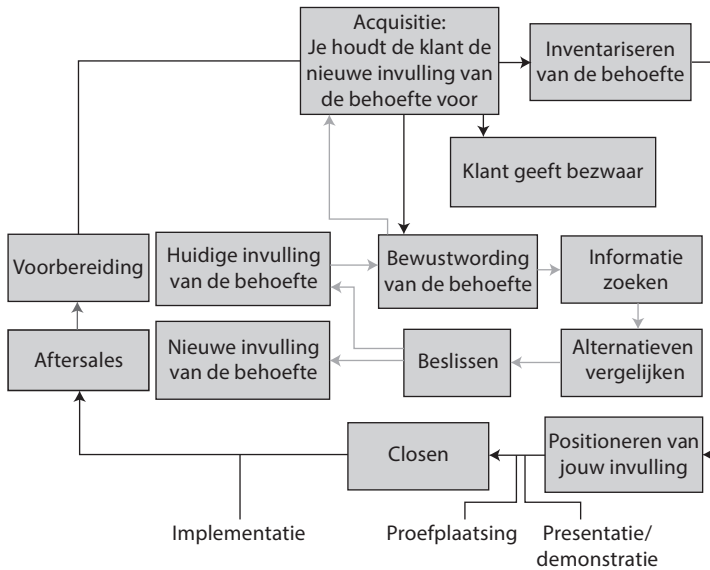 Acquisitie:
Je houdt de klant de
nieuwe invulling van
de behoefte voor
Inventariseren
van de behoefte
Klant geeft bezwaar
Voorbereiding
Huidige invulling
van de behoefte
Bewustwording
van de behoefte
Informatie
zoeken
Aftersales
Nieuwe invulling
van de behoefte
Beslissen
Alternatieven
vergelijken
Closen
Positioneren van
jouw invulling
Implementatie
Proefplaatsing
Presentatie/
demonstratie